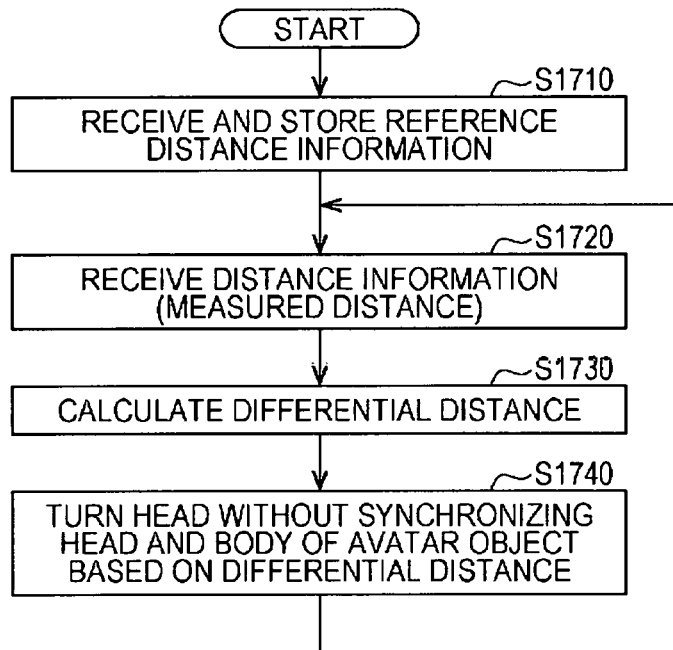 START
S1710
RECEIVE AND STORE REFERENCE
DISTANCE INFORMATION
S1720
RECEIVE DISTANCE INFORMATION
(MEASURED DISTANCE)
S1730
CALCULATE DIFFERENTIAL DISTANCE
S1740
TURN HEAD WITHOUT SYNCHRONIZING
HEAD AND BODY OF AVATAR OBJECT
BASED ON DIFFERENTIAL DISTANCE